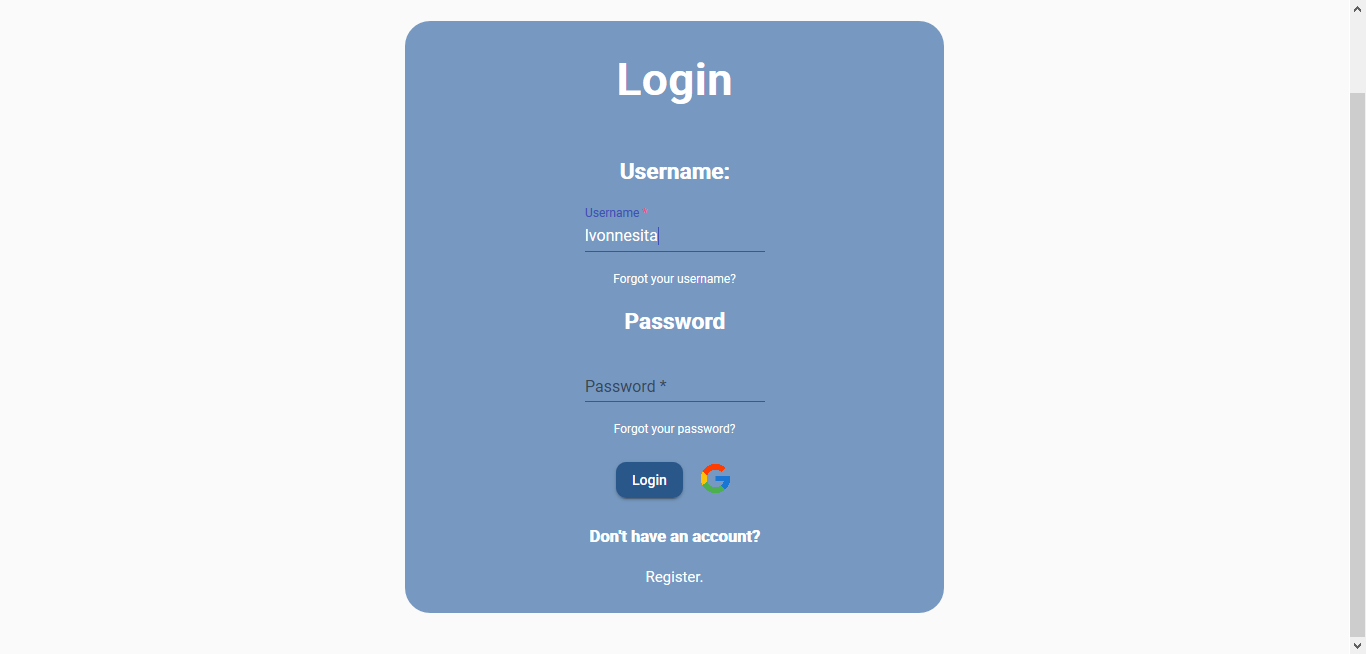 Login
Username:
Username *
Ivonnesita
Forgot your username?
Password
Password *
Forgot your password?
Login
Don't have an account?
Register.